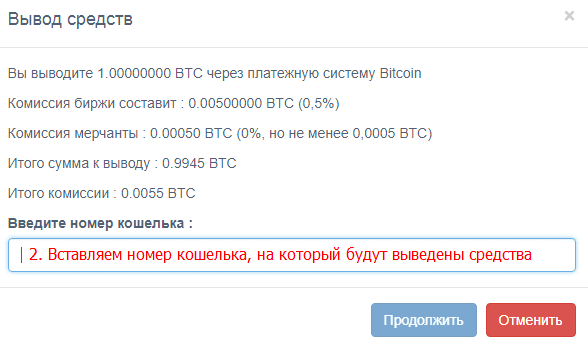 Вывод средств ×
Вы выводите 1.00000000 BTC через платежную систему Bitcoin
Комиссия биржи составит : 0.00500000 BTC (0,5%)
Комиссия мерчанты : 0.00050 BTC (0%, но не менее 0,0005 BTC)
Итого сумма к выводу : 0.9945 BTC
Итого комиссии : 0.0055 BTC
Введите номер кошелька :
| 2. Вставляем номер кошелька, на который будут выведены средства
Продолжить Отменить